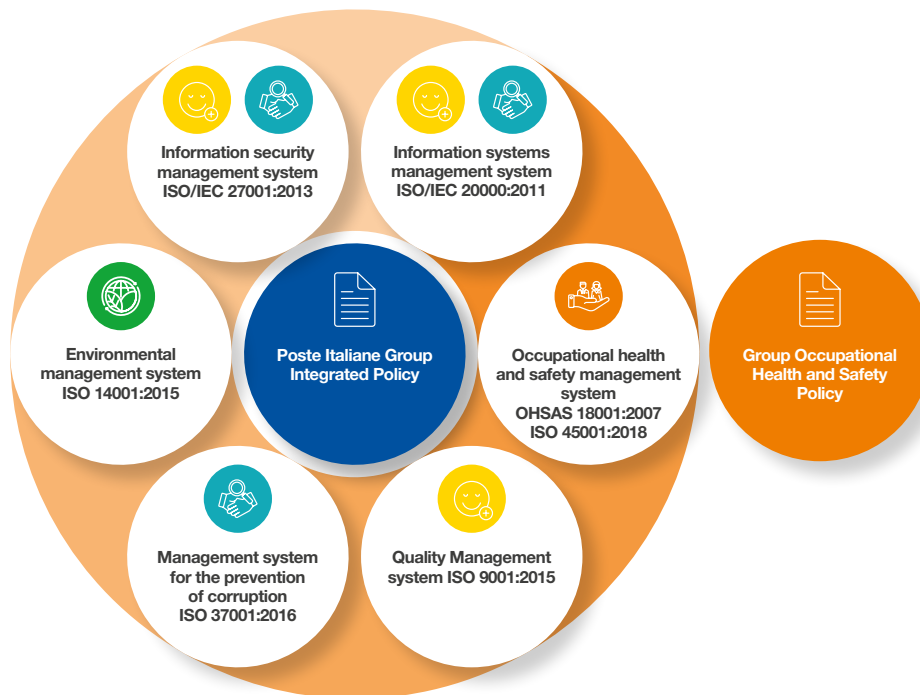 Information security
management system
ISO/IEC 27001:2013
Information systems
management system
ISO/IEC 20000:2011
Environmental
management system
ISO 14001:2015
Poste Italiane Group
Integrated Policy
Occupational health
and safety management
system
OHSAS 18001:2007
ISO 45001:2018
Group Occupational
Health and Safety
Policy
Management system
for the prevention
of corruption
ISO 37001:2016
Quality Management
system ISO 9001:2015